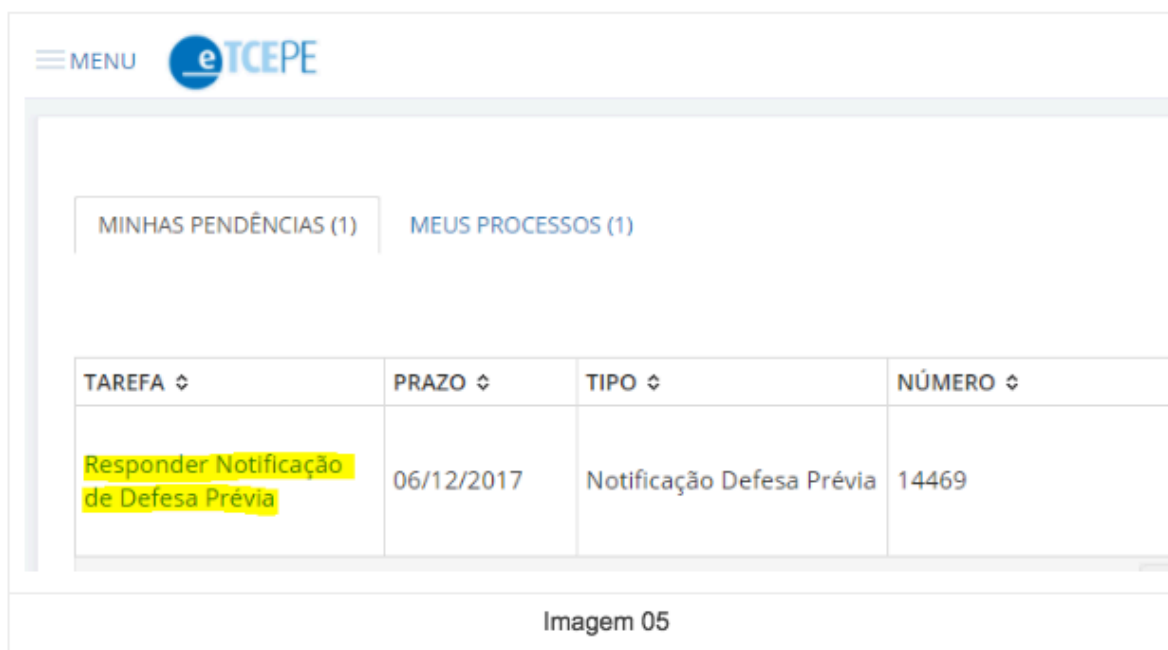 MENU eTCEPE
MINHAS PENDÊNCIAS (1) MEUS PROCESSOS (1)
TAREFA PRAZO TIPO NÚMERO
Responder Notificação
de Defesa Prévia 06/12/2017 Notificação Defesa Prévia 14469
Imagem 05